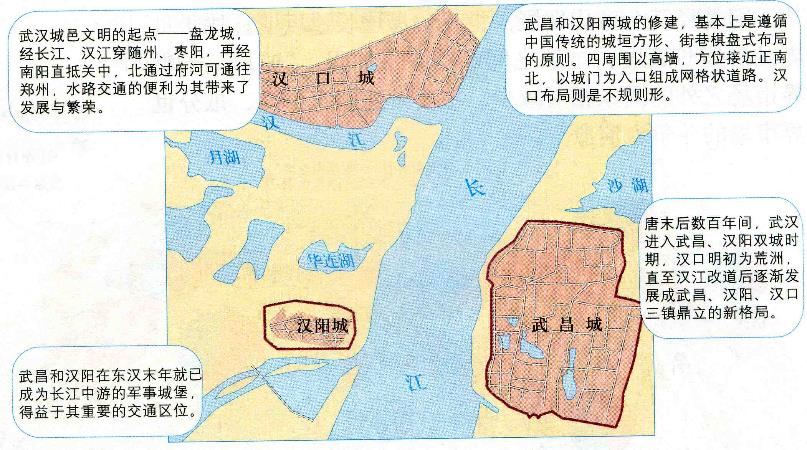 武汉城邑文明的起点——盘龙城，
经长江、汉江穿随州、枣阳，再经
南阳直抵关中，北通过府河可通往
郑州，水路交通的便利为其带来了
发展与繁荣。
武昌和汉阳两城的修建，基本上是遵循
中国传统的城垣方形、街巷棋盘式布局
的原则。四周围以高墙，方位接近正南
北，以城门为入口组成网格状道路。汉
口布局则是不规则形。
汉口城
汉江
月湖
长江
沙湖
华连湖
唐末后数百年间，武汉
进入武昌、汉阳双城时
期，汉口明初为荒洲，
直至汉江改道后逐渐发
展成武昌、汉阳、汉口
三镇鼎立的新格局。
汉阳城
武昌城
武昌和汉阳在东汉末年就已
成为长江中游的军事城堡，
得益于其重要的交通区位。